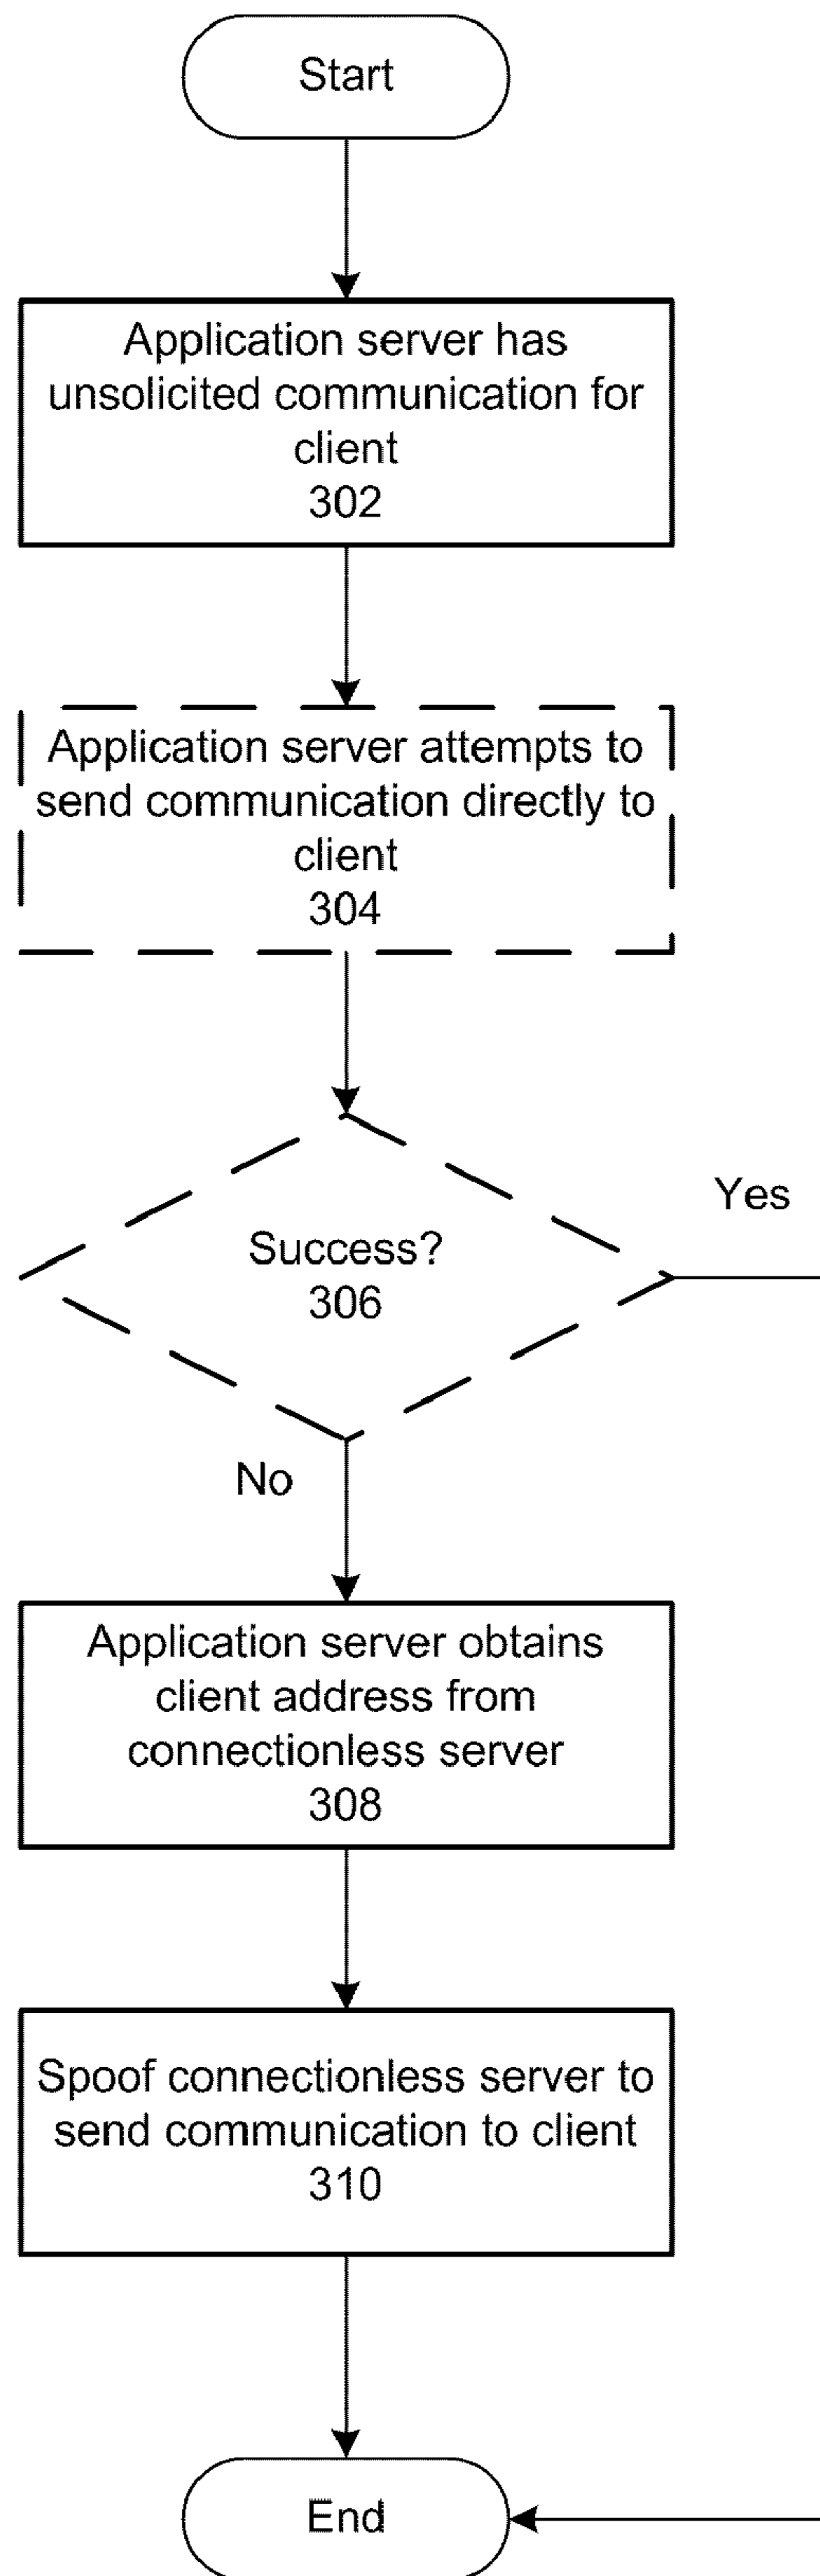 Start
Application server has
unsolicited communication for
client
302
Application server attempts to
send communication directly to
client
304
Success?
306
Yes
No
Application server obtains
client address from
connectionless server
308
Spoof connectionless server to
send communication to client
310
End